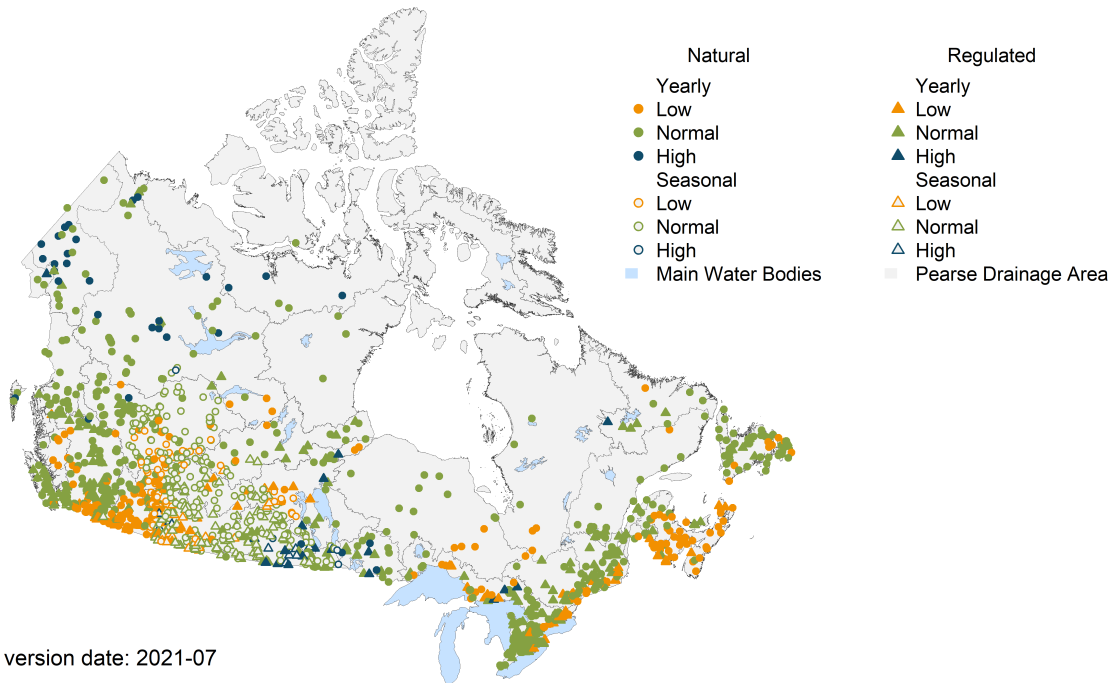 Natural
Yearly
Low
Normal
High
Seasonal
Low
Normal
High
Main Water Bodies
Regulated
Yearly
Low
Normal
High
Seasonal
Low
Normal
High
Pearse Drainage Area
version date: 2021-07